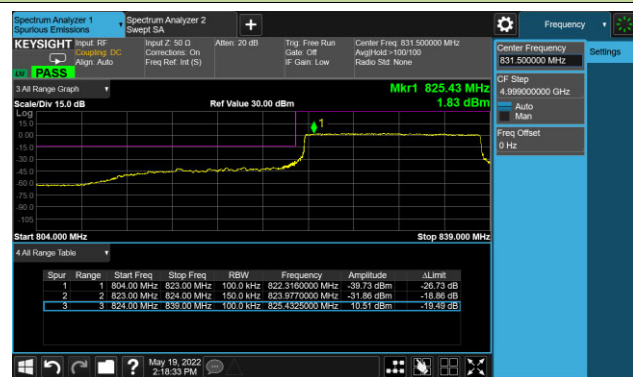 Spectrum Analyzer 1
Spurious Emissions
Spectrum Analyzer 2
Swept SA
Frequency
KEYSIGHT
Input: RF
Coupling: DC
Align: Auto
Input Z: 50 Ω
Corrections: On
Freq Ref: Int (S)
Atten: 20 dB
Trig: Free Run
Gate: Off
IF Gain: Low
Center Freq: 831.500000 MHz
Avg|Hold:>100/100
Radio Std: None
PASS
Center Frequency
831.500000 MHz
Settings
CF Step
4.999000000 GHz
Auto
Man
Freq Offset
0 Hz
3 All Range Graph
Mkr1 825.43 MHz
1.83 dBm
Scale/Div 15.0 dB
Ref Value 30.00 dBm
Log
15.0
0.00
-15.0
-30.0
-45.0
-60.0
-75.0
-90.0
-105
1
Start 804.000 MHz
Stop 839.000 MHz
4 All Range Table
Spur Range Start Freq Stop Freq RBW Frequency Amplitude ΔLimit
1 1 804.00 MHz 823.00 MHz 100.0 kHz 822.3160000 MHz -39.73 dBm -26.73 dB
2 2 823.00 MHz 824.00 MHz 150.0 kHz 823.9770000 MHz -31.86 dBm -18.86 dB
3 3 824.00 MHz 839.00 MHz 100.0 kHz 825.4325000 MHz 10.51 dBm -19.49 dB
May 19, 2022
2:18:33 PM